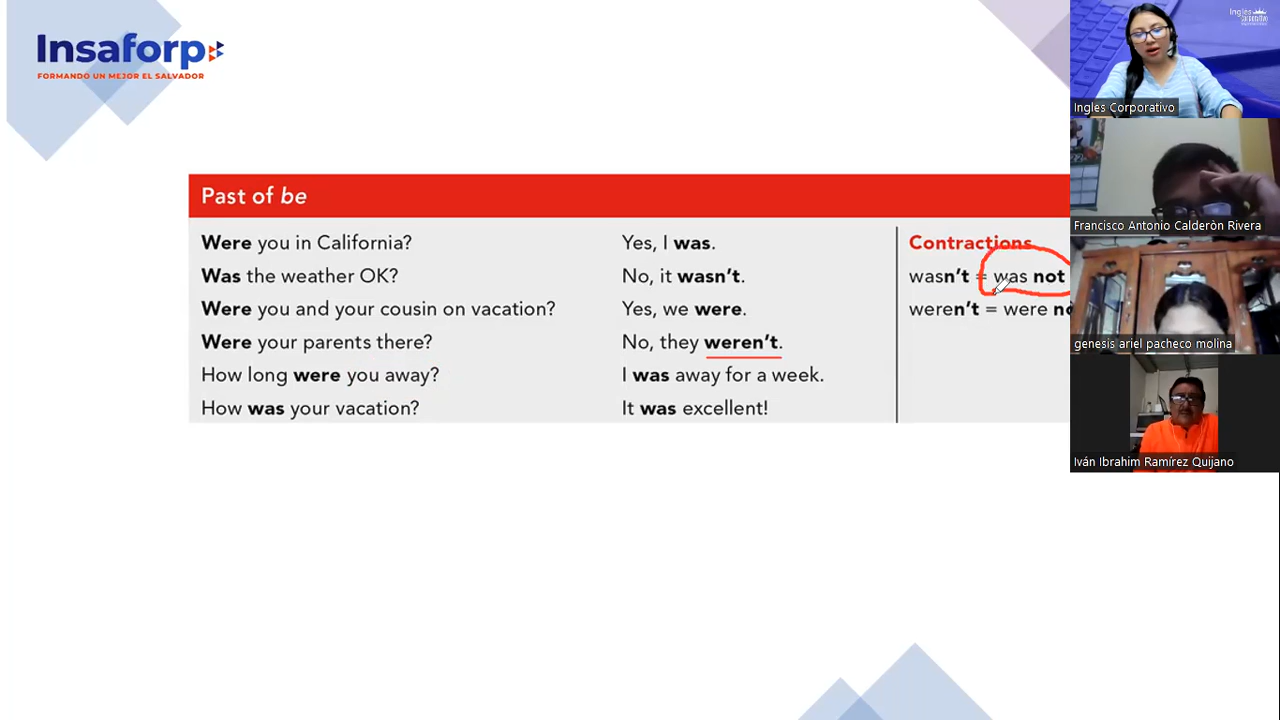 Insaforp
FORMANDO UN MEJOR EL SALVADOR
Past of be
Were you in California?
Yes, I was.
Was the weather OK?
No, it wasn't.
Were you and your cousin on vacation?
Yes, we were.
Were your parents there?
No, they weren't.
How long were you away?
I was away for a week.
How was your vacation?
It was excellent!
Contractions
wasn't = was not
weren't = were
Ingles
Ingles Corporativo
Francisco Antonio Calderòn Rivera
genesis ariel pacheco molina
Iván Ibrahim Ramírez Quijano